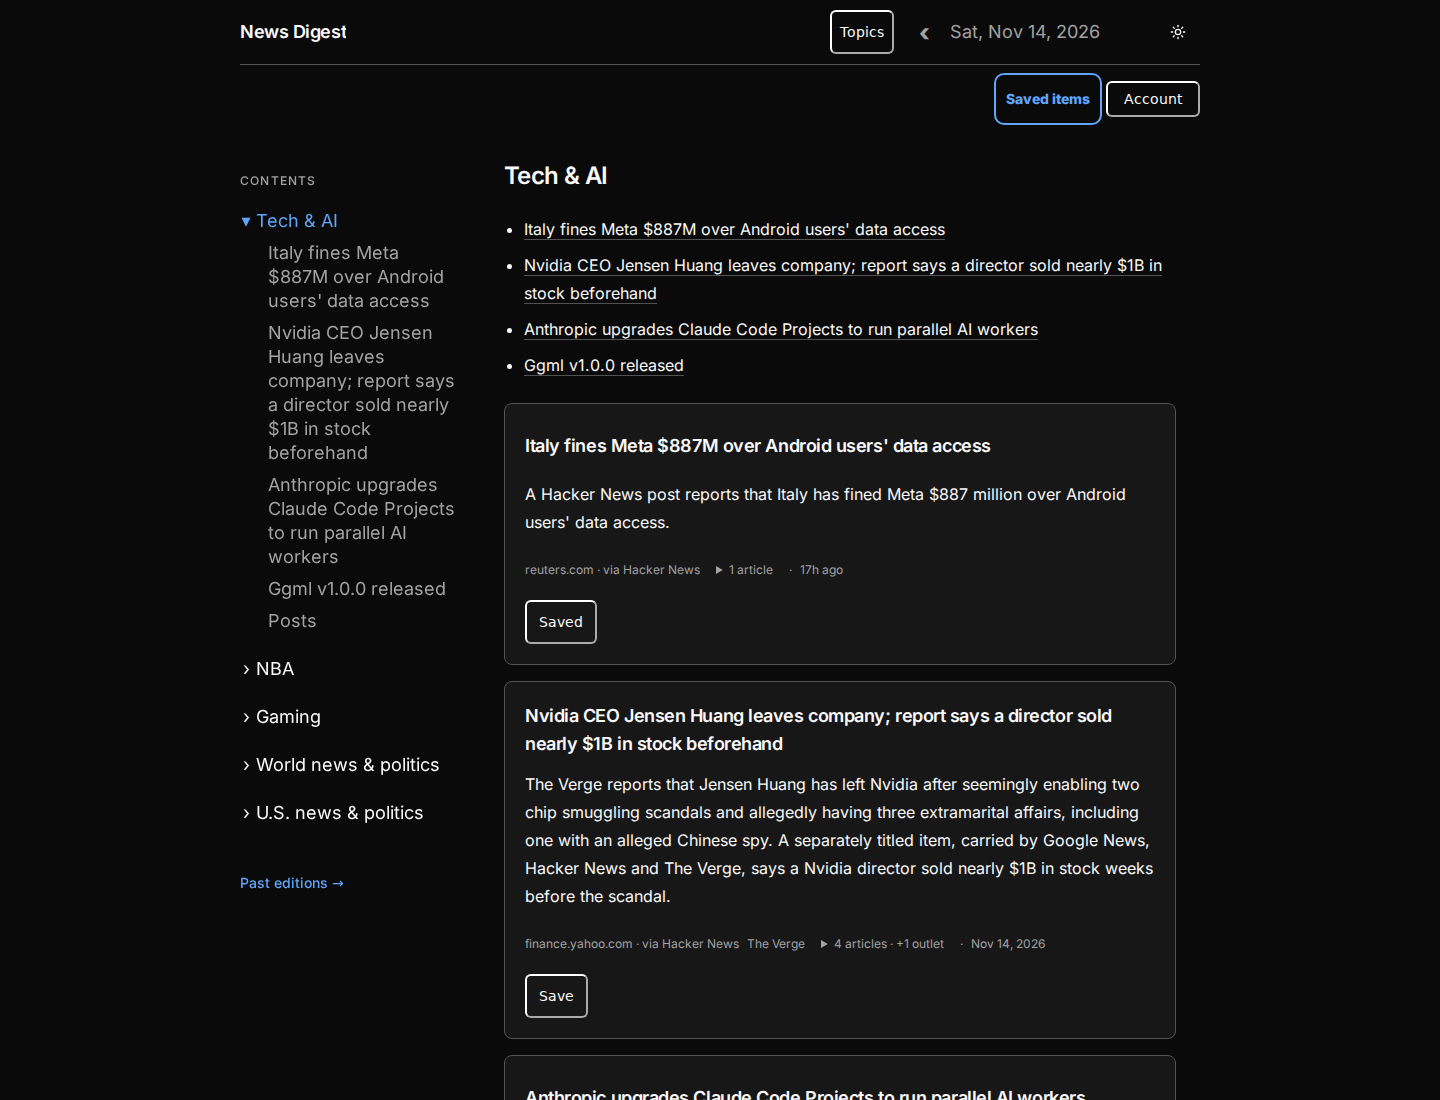 News Digest
Topics
‹ Sat, Nov 14, 2026
Saved items
Account
CONTENTS
▾ Tech & AI
Italy fines Meta
$887M over Android
users' data access
Nvidia CEO Jensen
Huang leaves
company; report says
a director sold nearly
$1B in stock
beforehand
Anthropic upgrades
Claude Code Projects
to run parallel AI
workers
Ggml v1.0.0 released
Posts
› NBA
› Gaming
› World news & politics
› U.S. news & politics
Past editions →
Tech & AI
• Italy fines Meta $887M over Android users' data access
• Nvidia CEO Jensen Huang leaves company; report says a director sold nearly $1B in
stock beforehand
• Anthropic upgrades Claude Code Projects to run parallel AI workers
• Ggml v1.0.0 released
Italy fines Meta $887M over Android users' data access
A Hacker News post reports that Italy has fined Meta $887 million over Android
users' data access.
reuters.com · via Hacker News ▶ 1 article · 17h ago
Saved
Nvidia CEO Jensen Huang leaves company; report says a director sold
nearly $1B in stock beforehand
The Verge reports that Jensen Huang has left Nvidia after seemingly enabling two
chip smuggling scandals and allegedly having three extramarital affairs, including
one with an alleged Chinese spy. A separately titled item, carried by Google News,
Hacker News and The Verge, says a Nvidia director sold nearly $1B in stock weeks
before the scandal.
finance.yahoo.com · via Hacker News The Verge ▶ 4 articles · +1 outlet · Nov 14, 2026
Save
Anthropic upgrades Claude Code Projects to run parallel AI workers